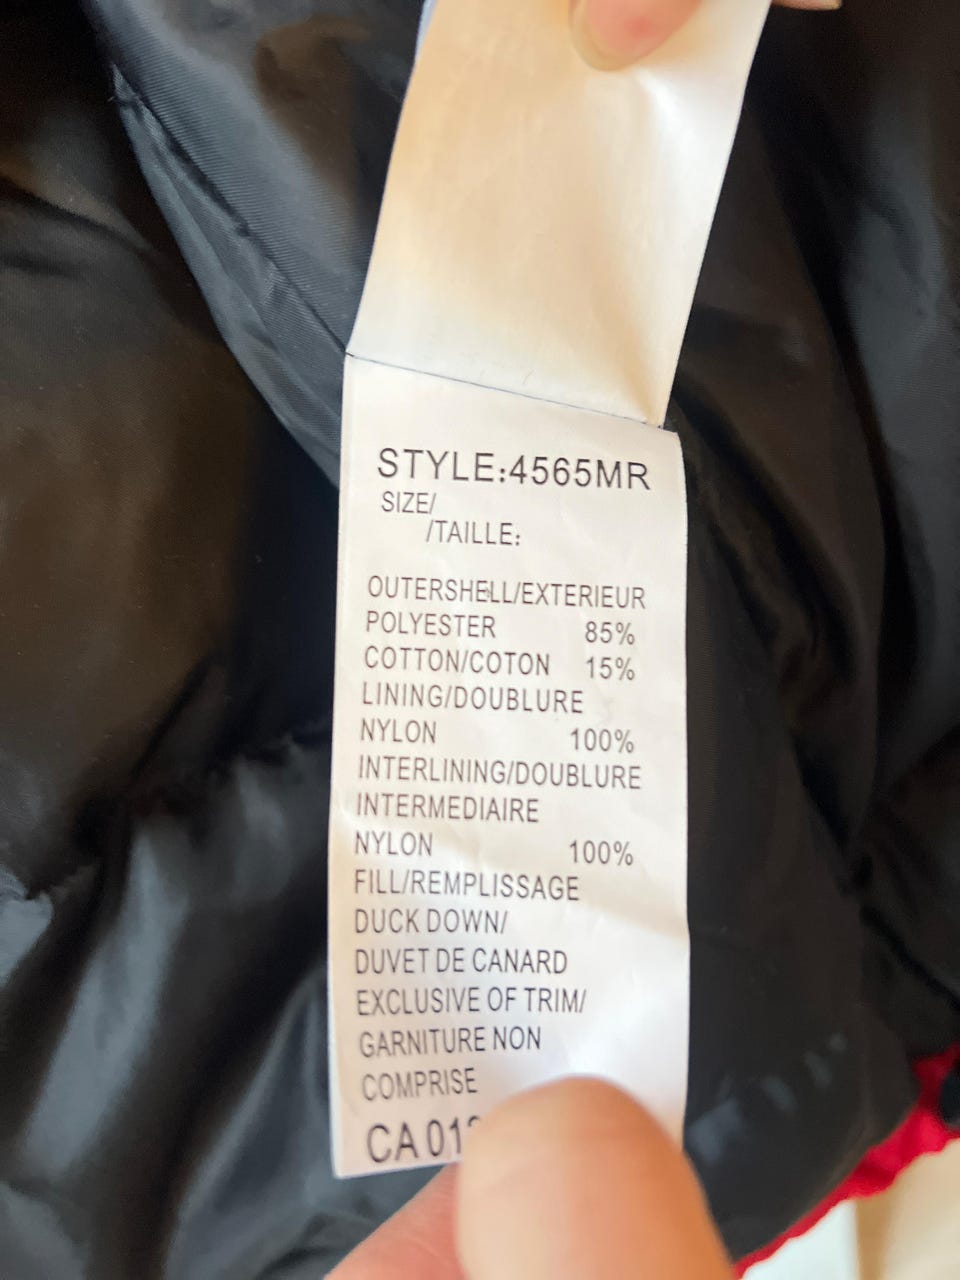 STYLE:4565MR
SIZE/
/TAILLE:
OUTERSHELL/EXTERIEUR
POLYESTER 85%
COTTON/COTON 15%
LINING/DOUBLURE
NYLON 100%
INTERLINING/DOUBLURE
INTERMEDIAIRE
NYLON 100%
FILL/REMPLISSAGE
DUCK DOWN/
DUVET DE CANARD
EXCLUSIVE OF TRIM/
GARNITURE NON
COMPRISE
CA